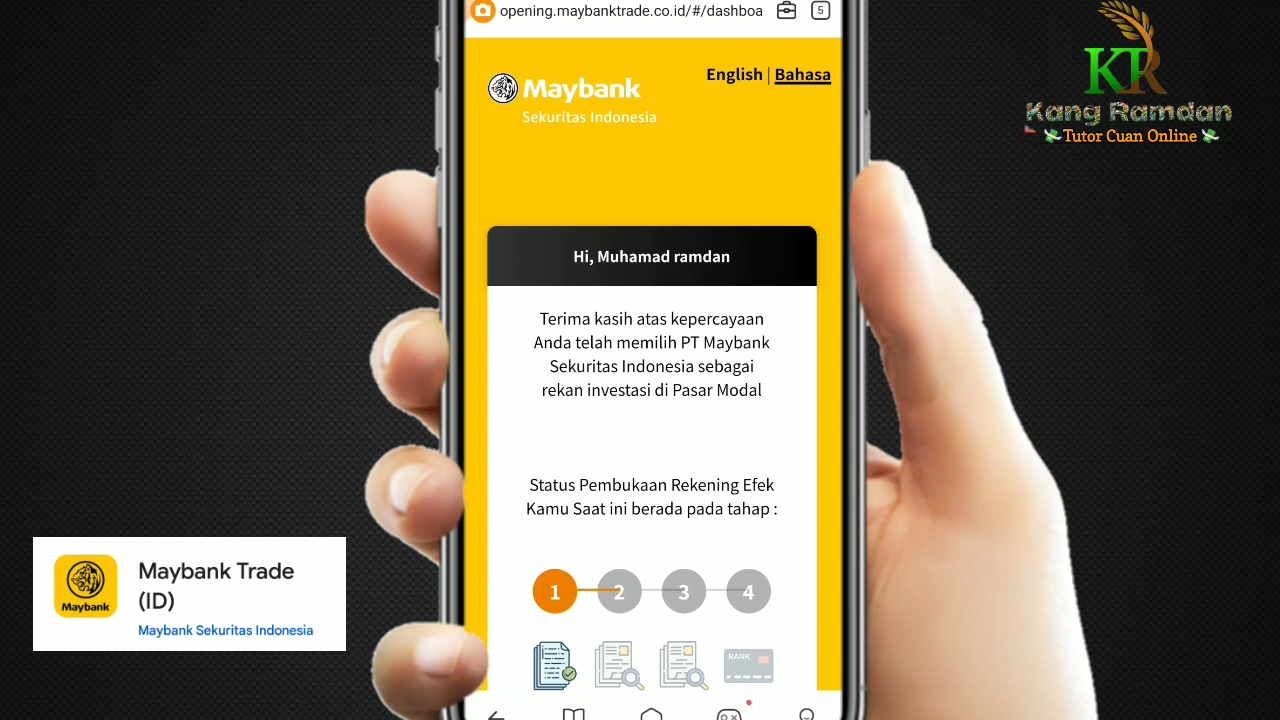 opening.maybanktrade.co.id/#/dashboa
5
English | Bahasa
Maybank
Sekuritas Indonesia
KR
Kang Ramdan
Tutor Cuan Online
Hi, Muhamad ramdan
Terima kasih atas kepercayaan
Anda telah memilih PT Maybank
Sekuritas Indonesia sebagai
rekan investasi di Pasar Modal
Status Pembukaan Rekening Efek
Kamu Saat ini berada pada tahap :
1 2 3 4
BANK
Maybank
Maybank Trade
(ID)
Maybank Sekuritas Indonesia